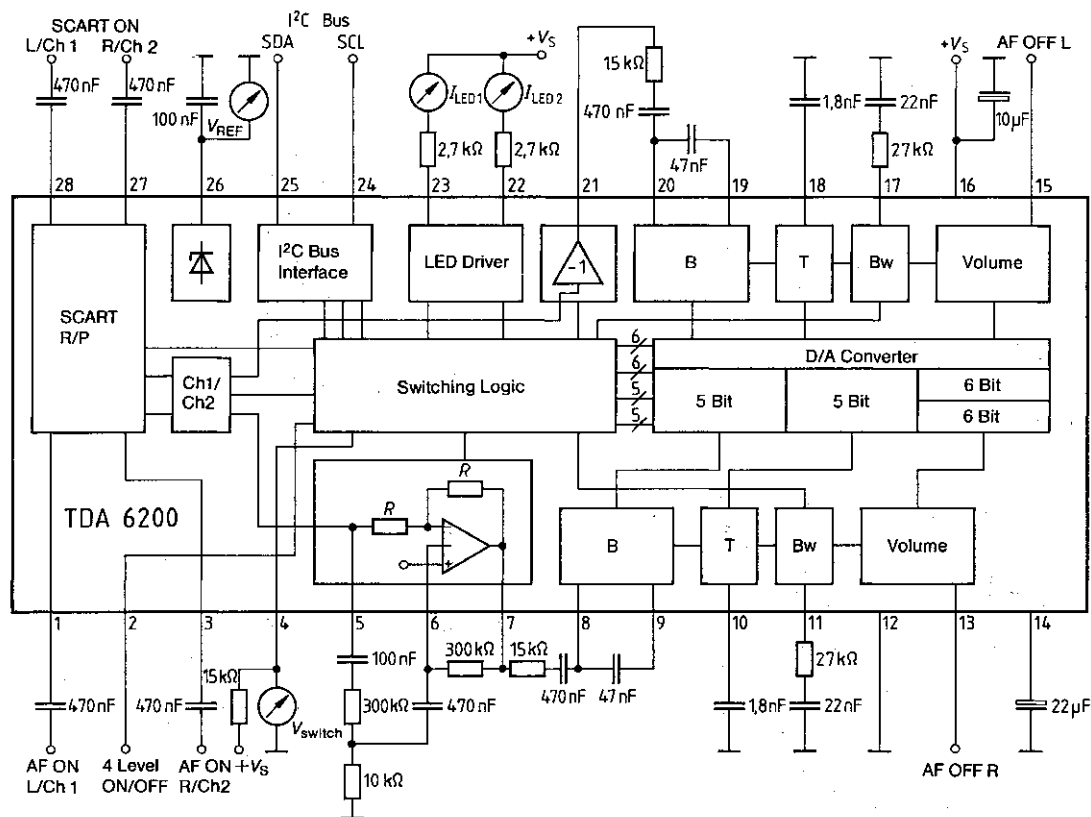 SCART ON
L/Ch 1
R/Ch 2
I²C Bus
SDA
SCL
+Vs
15 kΩ
+Vs
AF OFF L
470 nF
470 nF
100 nF
VREF
ILED1
ILED2
470 nF
1,8nF
22nF
10µF
2,7 kΩ
2,7 kΩ
47nF
27kΩ
28
27
26
25
24
23
22
21
20
19
18
17
16
15
SCART
R/P
I²C Bus
Interface
LED Driver
-1
B
T
Bw
Volume
Ch1/
Ch2
Switching Logic
6
6
5
5
D/A Converter
5 Bit
5 Bit
6 Bit
6 Bit
TDA 6200
R
R
-
+
B
T
Bw
Volume
1
2
3
4
5
6
7
8
9
10
11
12
13
14
470nF
470nF
15kΩ
Vswitch
100nF
300kΩ
10 kΩ
300kΩ
470 nF
15kΩ
470nF
47nF
1,8nF
27kΩ
22nF
22µF
AF ON
L/Ch 1
4 Level
ON/OFF
AF ON
R/Ch2
+Vs
AF OFF R